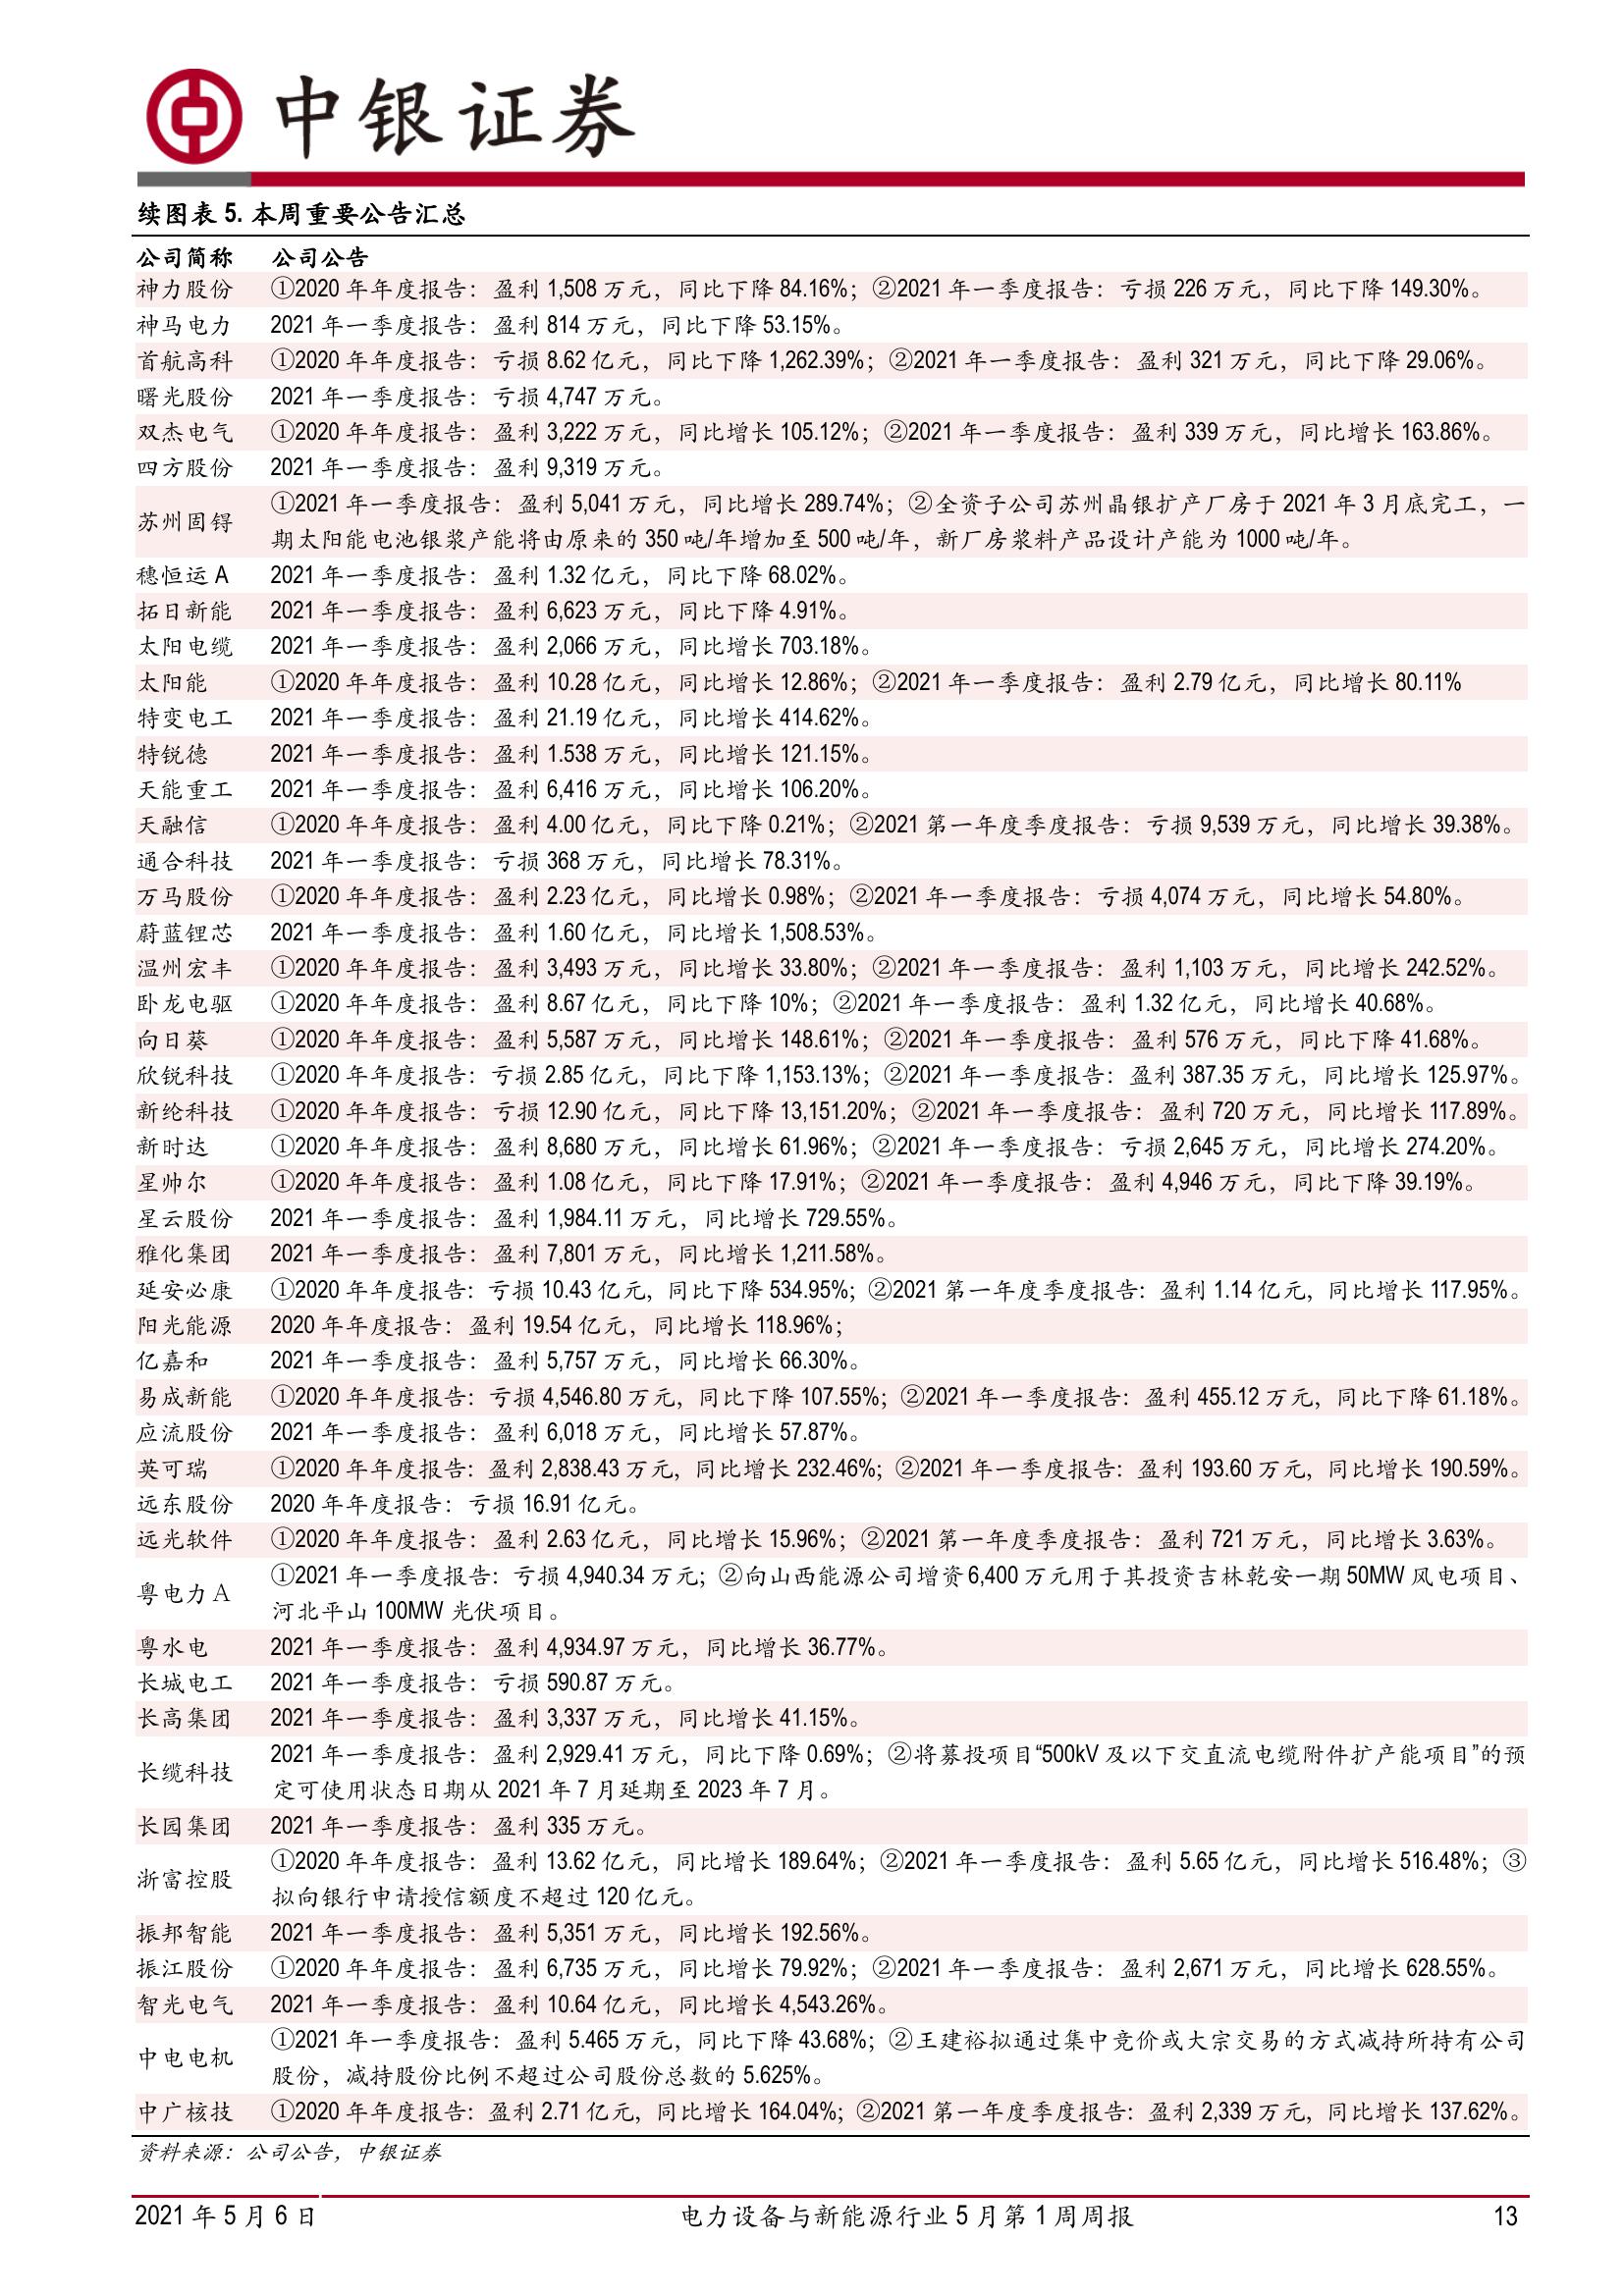 中银证券
续图表 5. 本周重要公告汇总
公司简称 公司公告
神力股份 ①2020 年年度报告：盈利 1,508 万元，同比下降 84.16%；②2021 年一季度报告：亏损 226 万元，同比下降 149.30%。
神马电力 2021 年一季度报告：盈利 814 万元，同比下降 53.15%。
首航高科 ①2020 年年度报告：亏损 8.62 亿元，同比下降 1,262.39%；②2021 年一季度报告：盈利 321 万元，同比下降 29.06%。
曙光股份 2021 年一季度报告：亏损 4,747 万元。
双杰电气 ①2020 年年度报告：盈利 3,222 万元，同比增长 105.12%；②2021 年一季度报告：盈利 339 万元，同比增长 163.86%。
四方股份 2021 年一季度报告：盈利 9,319 万元。
苏州固锝 ①2021 年一季度报告：盈利 5,041 万元，同比增长 289.74%；②全资子公司苏州晶银扩产厂房于 2021 年 3 月底完工，一
期太阳能电池银浆产能将由原来的 350 吨/年增加至 500 吨/年，新厂房浆料产品设计产能为 1000 吨/年。
穗恒运 A 2021 年一季度报告：盈利 1.32 亿元，同比下降 68.02%。
拓日新能 2021 年一季度报告：盈利 6,623 万元，同比下降 4.91%。
太阳电缆 2021 年一季度报告：盈利 2,066 万元，同比增长 703.18%。
太阳能 ①2020 年年度报告：盈利 10.28 亿元，同比增长 12.86%；②2021 年一季度报告：盈利 2.79 亿元，同比增长 80.11%
特变电工 2021 年一季度报告：盈利 21.19 亿元，同比增长 414.62%。
特锐德 2021 年一季度报告：盈利 1.538 万元，同比增长 121.15%。
天能重工 2021 年一季度报告：盈利 6,416 万元，同比增长 106.20%。
天融信 ①2020 年年度报告：盈利 4.00 亿元，同比下降 0.21%；②2021 第一年度季度报告：亏损 9,539 万元，同比增长 39.38%。
通合科技 2021 年一季度报告：亏损 368 万元，同比增长 78.31%。
万马股份 ①2020 年年度报告：盈利 2.23 亿元，同比增长 0.98%；②2021 年一季度报告：亏损 4,074 万元，同比增长 54.80%。
蔚蓝锂芯 2021 年一季度报告：盈利 1.60 亿元，同比增长 1,508.53%。
温州宏丰 ①2020 年年度报告：盈利 3,493 万元，同比增长 33.80%；②2021 年一季度报告：盈利 1,103 万元，同比增长 242.52%。
卧龙电驱 ①2020 年年度报告：盈利 8.67 亿元，同比下降 10%；②2021 年一季度报告：盈利 1.32 亿元，同比增长 40.68%。
向日葵 ①2020 年年度报告：盈利 5,587 万元，同比增长 148.61%；②2021 年一季度报告：盈利 576 万元，同比下降 41.68%。
欣锐科技 ①2020 年年度报告：亏损 2.85 亿元，同比下降 1,153.13%；②2021 年一季度报告：盈利 387.35 万元，同比增长 125.97%。
新纶科技 ①2020 年年度报告：亏损 12.90 亿元，同比下降 13,151.20%；②2021 年一季度报告：盈利 720 万元，同比增长 117.89%。
新时达 ①2020 年年度报告：盈利 8,680 万元，同比增长 61.96%；②2021 年一季度报告：亏损 2,645 万元，同比增长 274.20%。
星帅尔 ①2020 年年度报告：盈利 1.08 亿元，同比下降 17.91%；②2021 年一季度报告：盈利 4,946 万元，同比下降 39.19%。
星云股份 2021 年一季度报告：盈利 1,984.11 万元，同比增长 729.55%。
雅化集团 2021 年一季度报告：盈利 7,801 万元，同比增长 1,211.58%。
延安必康 ①2020 年年度报告：亏损 10.43 亿元，同比下降 534.95%；②2021 第一年度季度报告：盈利 1.14 亿元，同比增长 117.95%。
阳光能源 2020 年年度报告：盈利 19.54 亿元，同比增长 118.96%；
亿嘉和 2021 年一季度报告：盈利 5,757 万元，同比增长 66.30%。
易成新能 ①2020 年年度报告：亏损 4,546.80 万元，同比下降 107.55%；②2021 年一季度报告：盈利 455.12 万元，同比下降 61.18%。
应流股份 2021 年一季度报告：盈利 6,018 万元，同比增长 57.87%。
英可瑞 ①2020 年年度报告：盈利 2,838.43 万元，同比增长 232.46%；②2021 年一季度报告：盈利 193.60 万元，同比增长 190.59%。
远东股份 2020 年年度报告：亏损 16.91 亿元。
远光软件 ①2020 年年度报告：盈利 2.63 亿元，同比增长 15.96%；②2021 第一年度季度报告：盈利 721 万元，同比增长 3.63%。
粤电力 A ①2021 年一季度报告：亏损 4,940.34 万元；②向山西能源公司增资 6,400 万元用于其投资吉林乾安一期 50MW 风电项目、
河北平山 100MW 光伏项目。
粤水电 2021 年一季度报告：盈利 4,934.97 万元，同比增长 36.77%。
长城电工 2021 年一季度报告：亏损 590.87 万元。
长高集团 2021 年一季度报告：盈利 3,337 万元，同比增长 41.15%。
长缆科技 2021 年一季度报告：盈利 2,929.41 万元，同比下降 0.69%；②将募投项目“500kV 及以下交直流电缆附件扩产能项目”的预
定可使用状态日期从 2021 年 7 月延期至 2023 年 7 月。
长园集团 2021 年一季度报告：盈利 335 万元。
浙富控股 ①2020 年年度报告：盈利 13.62 亿元，同比增长 189.64%；②2021 年一季度报告：盈利 5.65 亿元，同比增长 516.48%；③
拟向银行申请授信额度不超过 120 亿元。
振邦智能 2021 年一季度报告：盈利 5,351 万元，同比增长 192.56%。
振江股份 ①2020 年年度报告：盈利 6,735 万元，同比增长 79.92%；②2021 年一季度报告：盈利 2,671 万元，同比增长 628.55%。
智光电气 2021 年一季度报告：盈利 10.64 亿元，同比增长 4,543.26%。
中电电机 ①2021 年一季度报告：盈利 5.465 万元，同比下降 43.68%；②王建裕拟通过集中竞价或大宗交易的方式减持所持有公司
股份，减持股份比例不超过公司股份总数的 5.625%。
中广核技 ①2020 年年度报告：盈利 2.71 亿元，同比增长 164.04%；②2021 第一年度季度报告：盈利 2,339 万元，同比增长 137.62%。
资料来源：公司公告，中银证券
2021 年 5 月 6 日 电力设备与新能源行业 5 月第 1 周周报 13